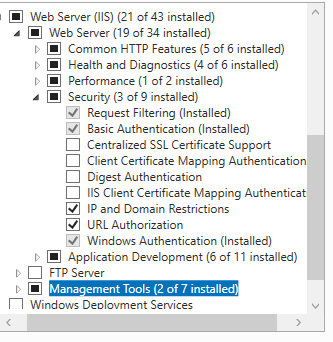 Web Server (IIS) (21 of 43 installed)
Web Server (19 of 34 installed)
Common HTTP Features (5 of 6 installed)
Health and Diagnostics (4 of 6 installed)
Performance (1 of 2 installed)
Security (3 of 9 installed)
Request Filtering (Installed)
Basic Authentication (Installed)
Centralized SSL Certificate Support
Client Certificate Mapping Authentication
Digest Authentication
IIS Client Certificate Mapping Authenticat
IP and Domain Restrictions
URL Authorization
Windows Authentication (Installed)
Application Development (6 of 11 installed)
FTP Server
Management Tools (2 of 7 installed)
Windows Deployment Services